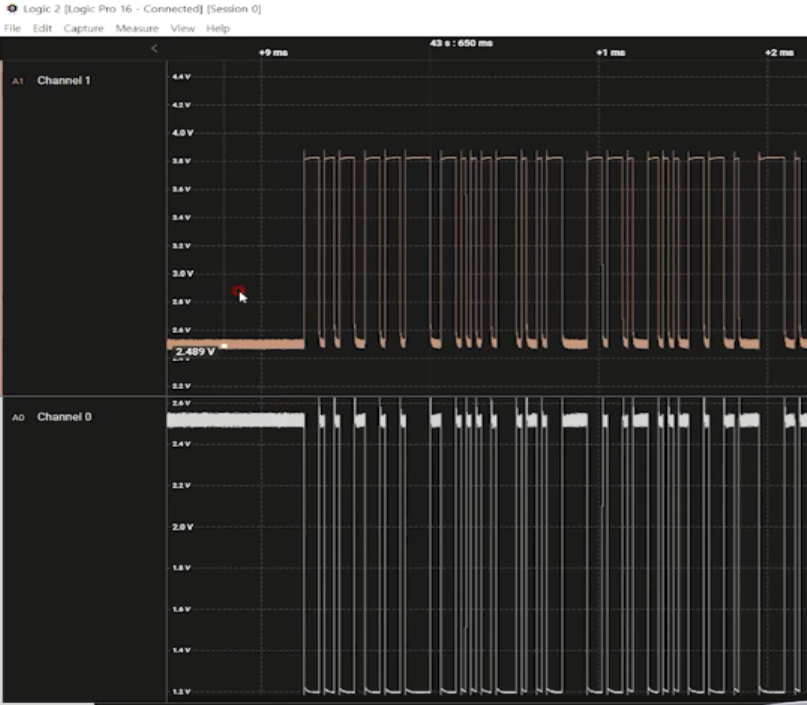 Logic 2 [Logic Pro 16 - Connected] [Session 0]
File Edit Capture Measure View Help
+9 ms 43 s : 650 ms +1 ms +2 ms
A1 Channel 1
4.4 V
4.2 V
4.0 V
3.8 V
3.6 V
3.4 V
3.2 V
3.0 V
2.8 V
2.6 V
2.489 V
2.2 V
A0 Channel 0
2.6 V
2.4 V
2.2 V
2.0 V
1.8 V
1.6 V
1.4 V
1.2 V